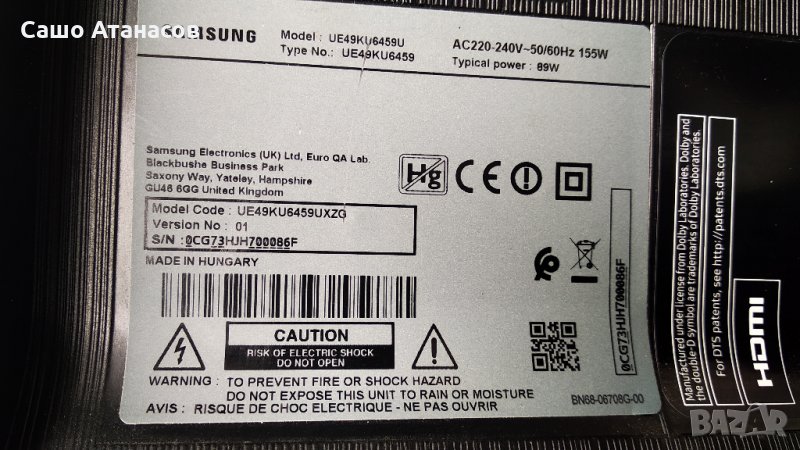 Сашо Атанасов
SAMSUNG
Model : UE49KU6459U
Type No.: UE49KU6459
AC220-240V~50/60Hz 155W
Typical power : 89W
Samsung Electronics (UK) Ltd, Euro QA Lab.
Blackbushe Business Park
Saxony Way, Yateley, Hampshire
GU46 6GG United Kingdom
Hg
CE
Model Code : UE49KU6459UXZG
Version No : 01
S/N : 0CG73HJH700086F
MADE IN HUNGARY
CAUTION
RISK OF ELECTRIC SHOCK
DO NOT OPEN
WARNING : TO PREVENT FIRE OR SHOCK HAZARD
DO NOT EXPOSE THIS UNIT TO RAIN OR MOISTURE
AVIS : RISQUE DE CHOC ELECTRIQUE - NE PAS OUVRIR
BN68-06708G-00
0CG73HJH700086F
Manufactured under license from Dolby Laboratories. Dolby and
the double-D symbol are trademarks of Dolby Laboratories.
For DTS patents, see http://patents.dts.com.
HDMI
BAZAR